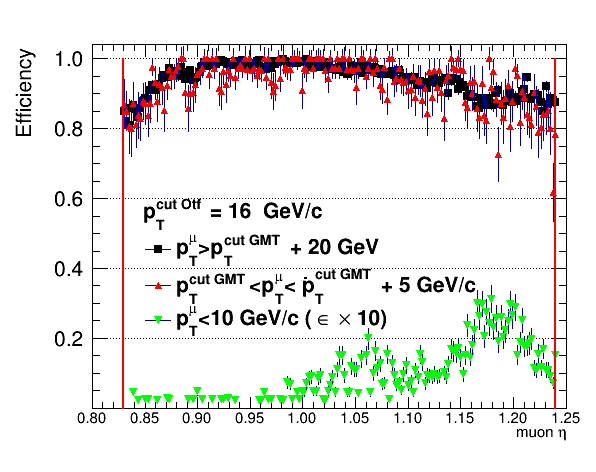 Efficiency
1.0
0.8
0.6
0.4
0.2
p_T^cut Otf = 16 GeV/c
p_T^μ>p_T^cut GMT + 20 GeV
p_T^cut GMT <p_T^μ< p_T^cut GMT + 5 GeV/c
p_T^μ<10 GeV/c ( ∈ × 10)
0.80 0.85 0.90 0.95 1.00 1.05 1.10 1.15 1.20 1.25
muon η